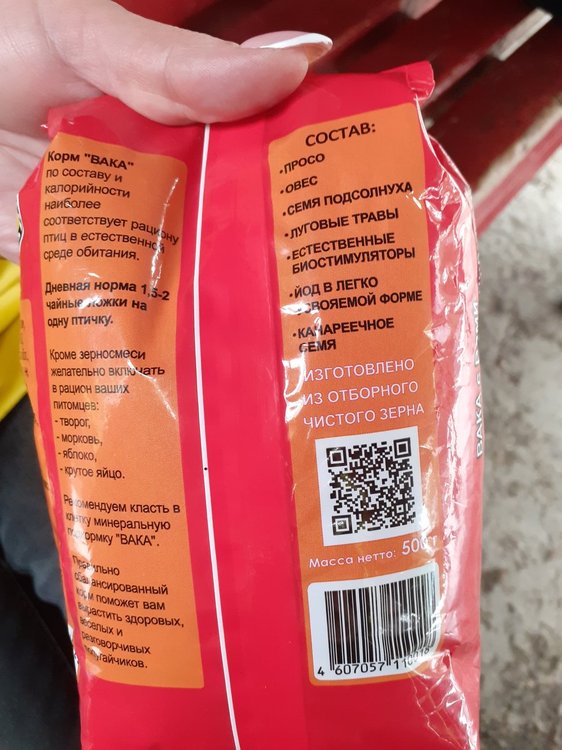 Корм "ВАКА"
по составу и
калорийности
наиболее
соответствует рациону
птиц в естественной
среде обитания.
Дневная норма 1,5-2
чайные ложки на
одну птичку.
Кроме зерносмеси
желательно включать
в рацион ваших
питомцев:
- творог,
- морковь,
- яблоко,
- крутое яйцо.
Рекомендуем класть в
клетку минеральную
подкормку "ВАКА".
Правильно
сбалансированный
корм поможет вам
вырастить здоровых,
веселых и
разговорчивых
попугайчиков.
СОСТАВ:
•ПРОСО
•ОВЕС
•СЕМЯ ПОДСОЛНУХА
•ЛУГОВЫЕ ТРАВЫ
•ЕСТЕСТВЕННЫЕ
БИОСТИМУЛЯТОРЫ
•ЙОД В ЛЕГКО
УСВОЯЕМОЙ ФОРМЕ
•КАНАРЕЕЧНОЕ
СЕМЯ
ИЗГОТОВЛЕНО
ИЗ ОТБОРНОГО
ЧИСТОГО ЗЕРНА
Масса нетто: 500 г
4 607057
ВАКА